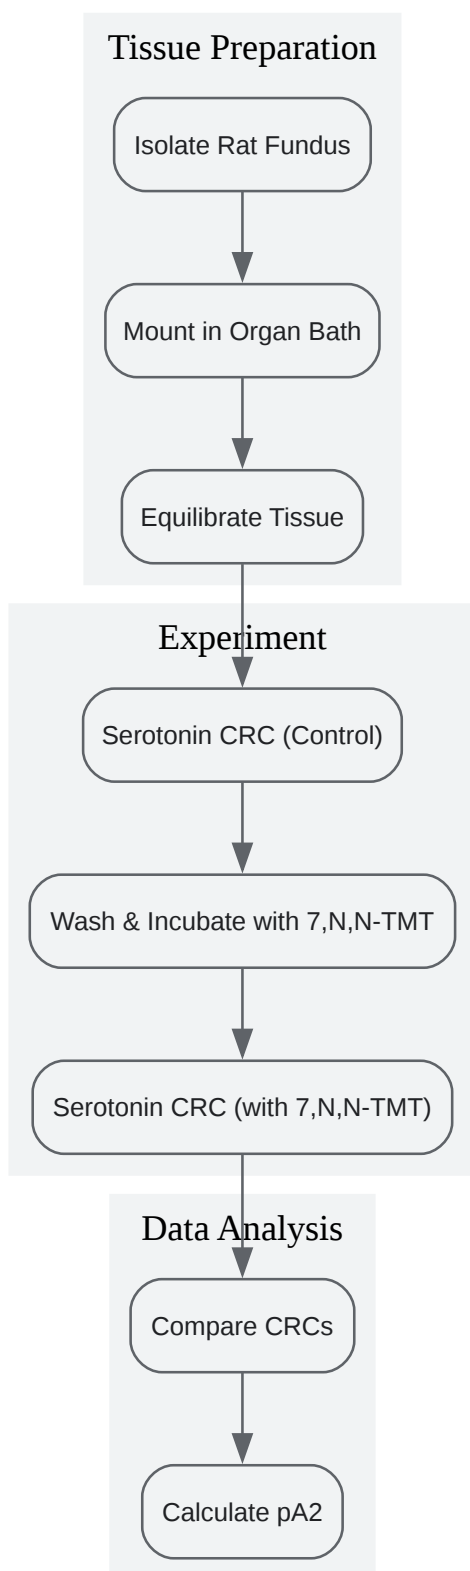 Tissue Preparation
Isolate Rat Fundus
Mount in Organ Bath
Equilibrate Tissue
Experiment
Serotonin CRC (Control)
Wash & Incubate with 7,N,N-TMT
Serotonin CRC (with 7,N,N-TMT)
Data Analysis
Compare CRCs
Calculate pA2